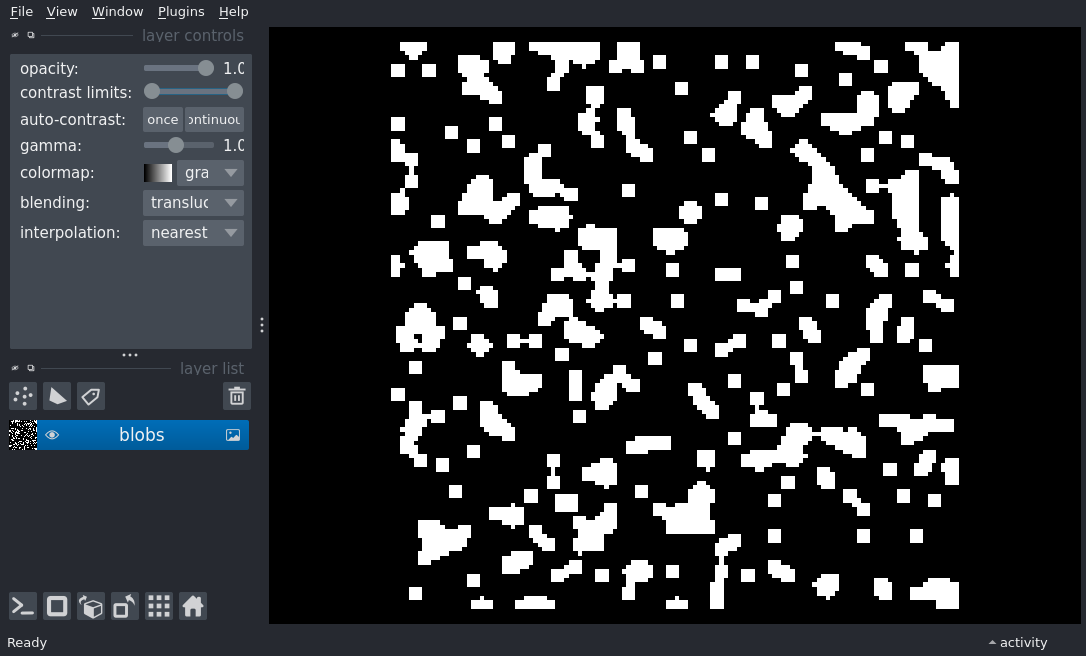 File View Window Plugins Help
layer controls
opacity: 1.0
contrast limits:
auto-contrast: once ontinuou
gamma: 1.0
colormap: gra
blending: transluc
interpolation: nearest
layer list
blobs
Ready activity